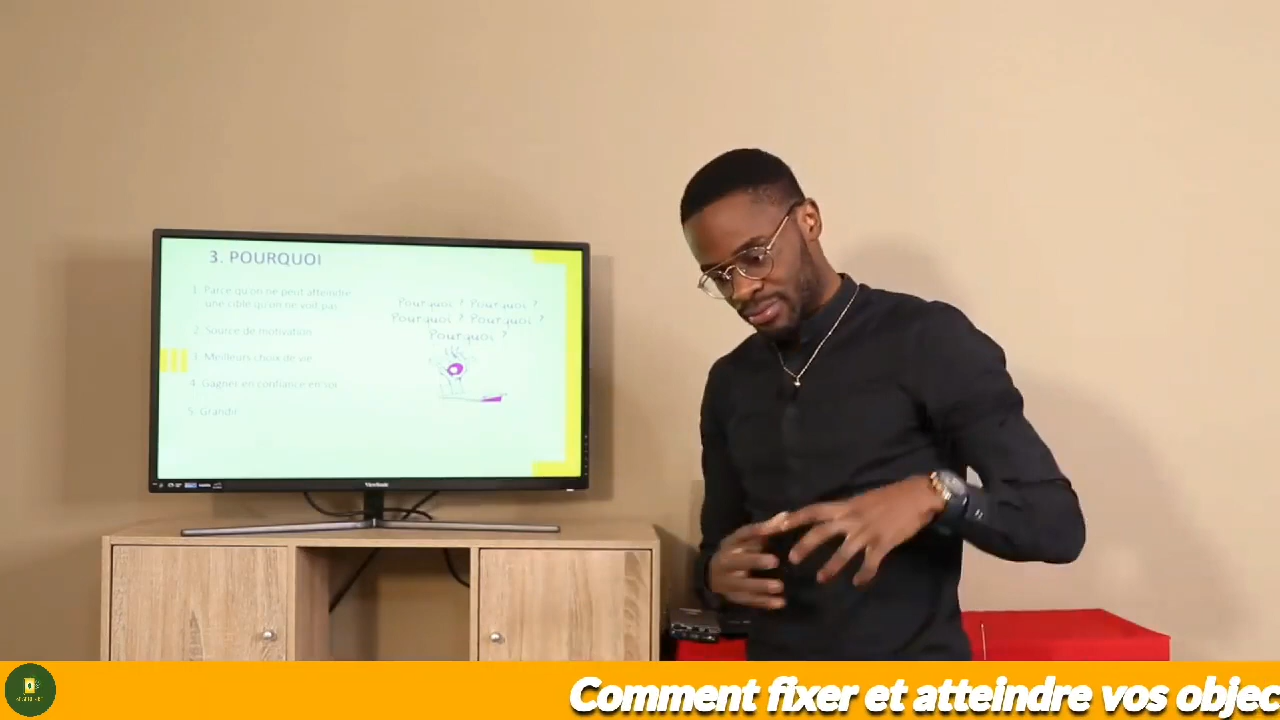 3. POURQUOI
1. Parce qu'on ne peut atteindre
une cible qu'on ne voit pas
2. Source de motivation
3. Meilleurs choix de vie
4. Gagner en confiance en soi
5. Grandir
Pourquoi ? Pourquoi ?
Pourquoi ? Pourquoi ?
Pourquoi ?
ViewSonic
Comment fixer et atteindre vos objec